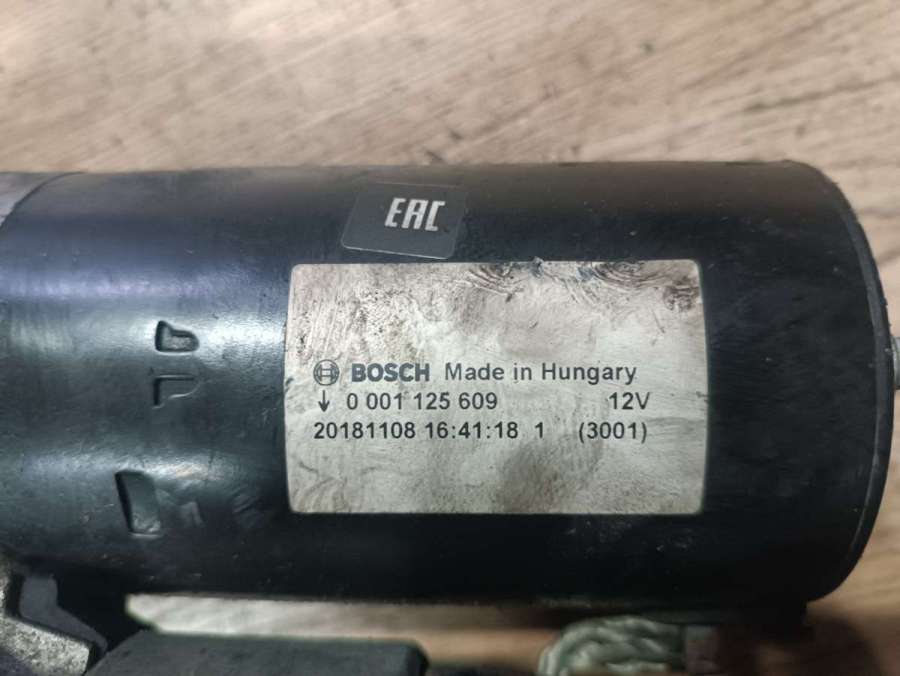 EAC
BOSCH Made in Hungary
↓ 0 001 125 609 12V
20181108 16:41:18 1 (3001)